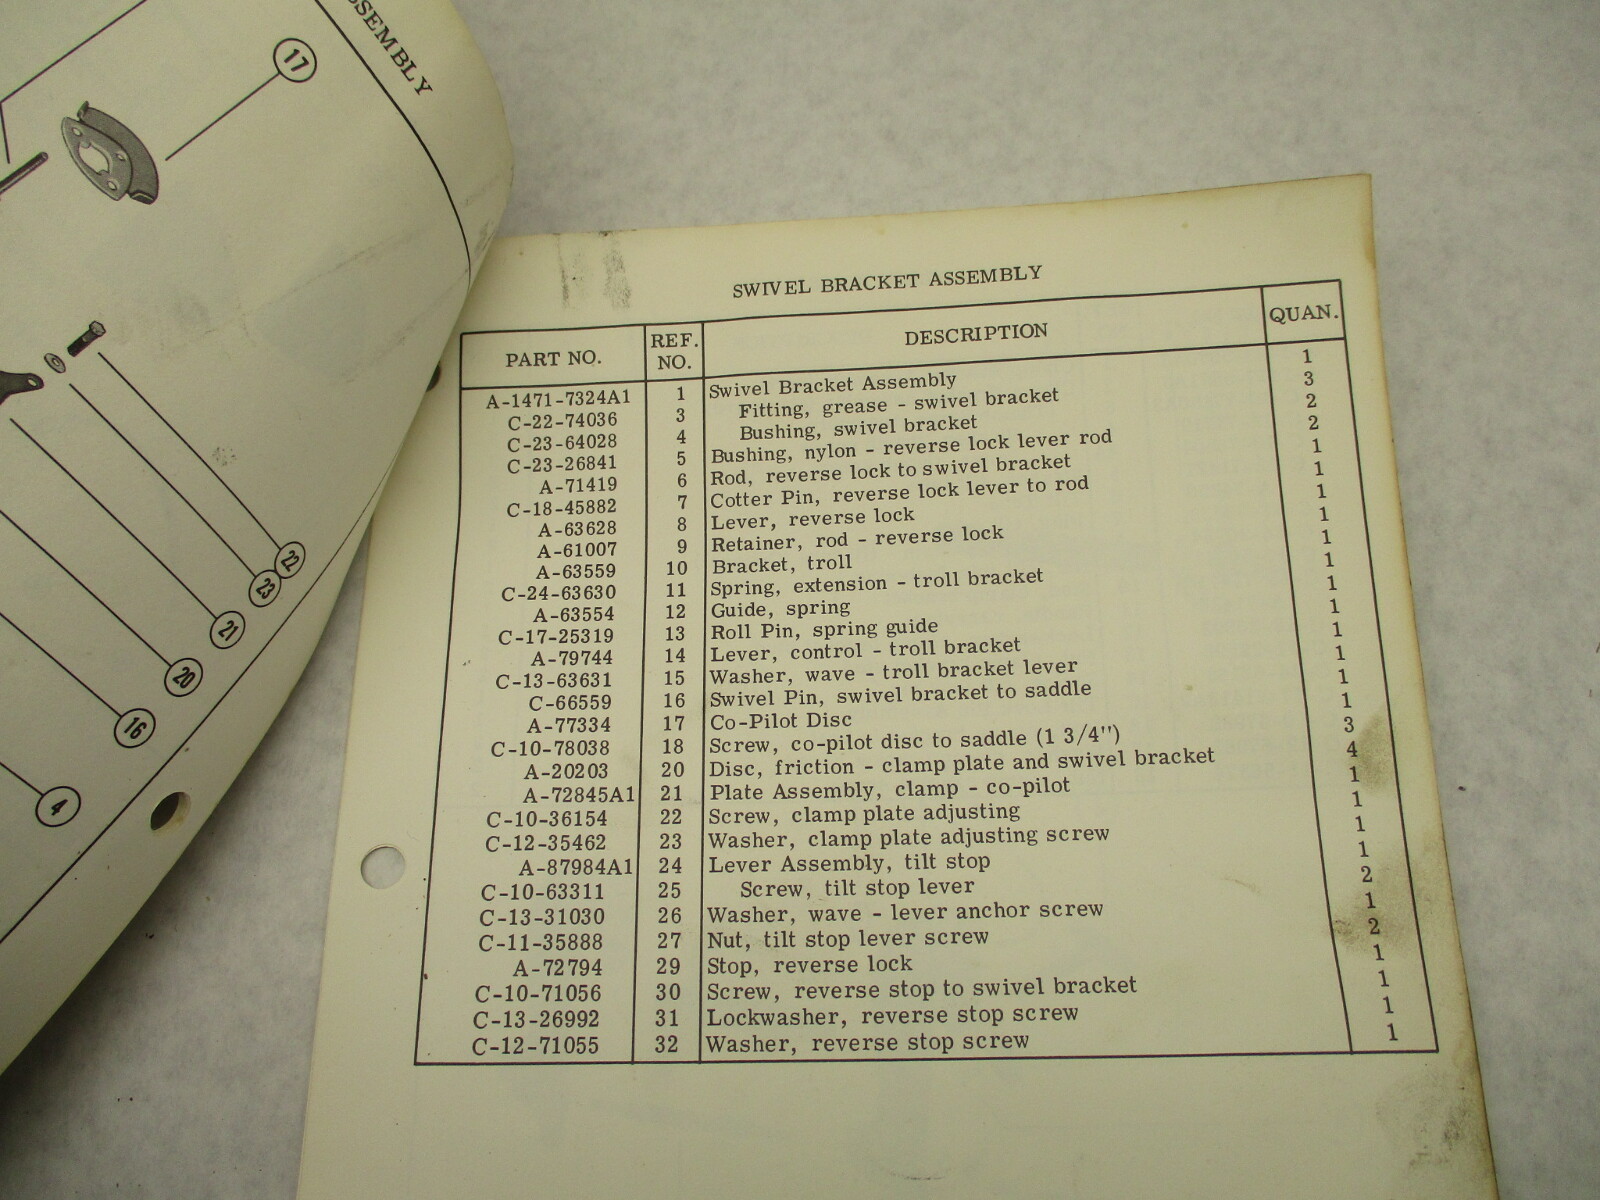 SSEMBLY
17
22
23
21
20
16
4
SWIVEL BRACKET ASSEMBLY
PART NO. REF. NO. DESCRIPTION QUAN.
A-1471-7324A1 1 Swivel Bracket Assembly 1
C-22-74036 3 Fitting, grease - swivel bracket 3
C-23-64028 4 Bushing, swivel bracket 2
C-23-26841 5 Bushing, nylon - reverse lock lever rod 2
A-71419 6 Rod, reverse lock to swivel bracket 1
C-18-45882 7 Cotter Pin, reverse lock lever to rod 1
A-63628 8 Lever, reverse lock 1
A-61007 9 Retainer, rod - reverse lock 1
A-63559 10 Bracket, troll 1
C-24-63630 11 Spring, extension - troll bracket 1
A-63554 12 Guide, spring 1
C-17-25319 13 Roll Pin, spring guide 1
A-79744 14 Lever, control - troll bracket 1
C-13-63631 15 Washer, wave - troll bracket lever 1
C-66559 16 Swivel Pin, swivel bracket to saddle 1
A-77334 17 Co-Pilot Disc 1
C-10-78038 18 Screw, co-pilot disc to saddle (1 3/4") 3
A-20203 20 Disc, friction - clamp plate and swivel bracket 4
A-72845A1 21 Plate Assembly, clamp - co-pilot 1
C-10-36154 22 Screw, clamp plate adjusting 1
C-12-35462 23 Washer, clamp plate adjusting screw 1
A-87984A1 24 Lever Assembly, tilt stop 1
C-10-63311 25 Screw, tilt stop lever 2
C-13-31030 26 Washer, wave - lever anchor screw 1
C-11-35888 27 Nut, tilt stop lever screw 2
A-72794 29 Stop, reverse lock 1
C-10-71056 30 Screw, reverse stop to swivel bracket 1
C-13-26992 31 Lockwasher, reverse stop screw 1
C-12-71055 32 Washer, reverse stop screw 1